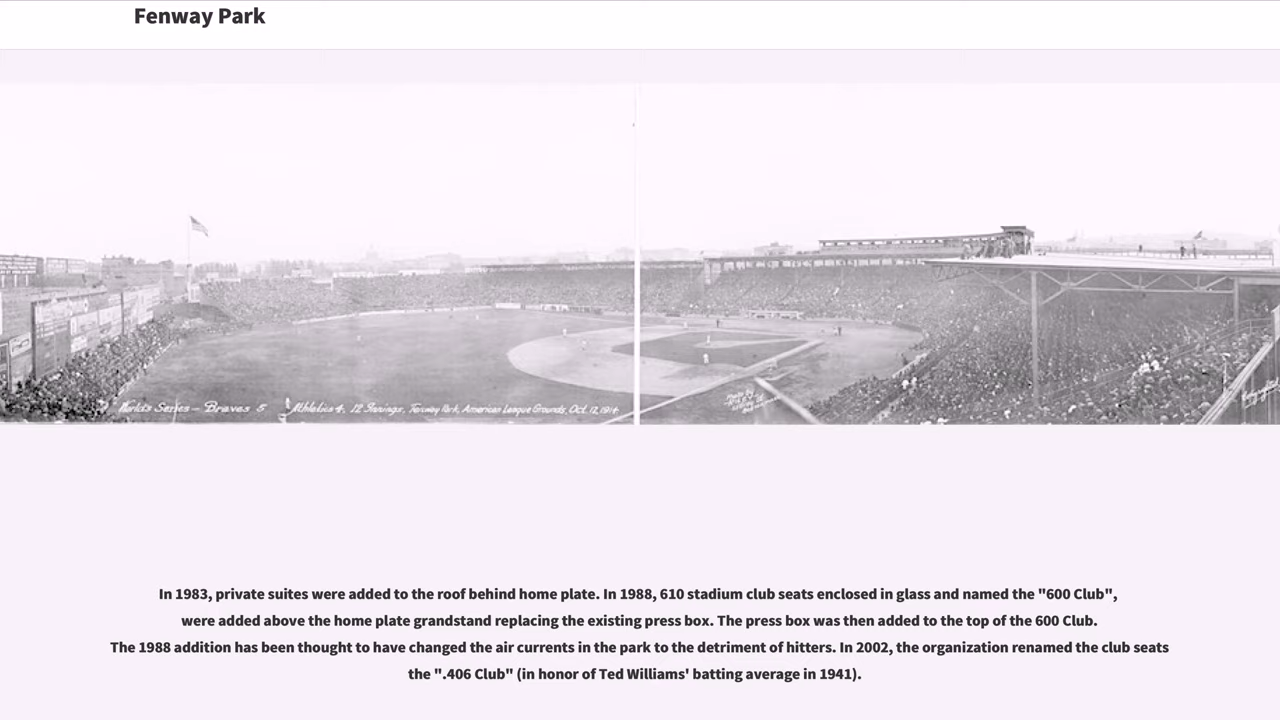 Fenway Park
World's Series — Braves 5 Athletics 4, 12 Innings, Fenway Park, American League Grounds, Oct. 12, 1914
In 1983, private suites were added to the roof behind home plate. In 1988, 610 stadium club seats enclosed in glass and named the "600 Club",
were added above the home plate grandstand replacing the existing press box. The press box was then added to the top of the 600 Club.
The 1988 addition has been thought to have changed the air currents in the park to the detriment of hitters. In 2002, the organization renamed the club seats
the ".406 Club" (in honor of Ted Williams' batting average in 1941).